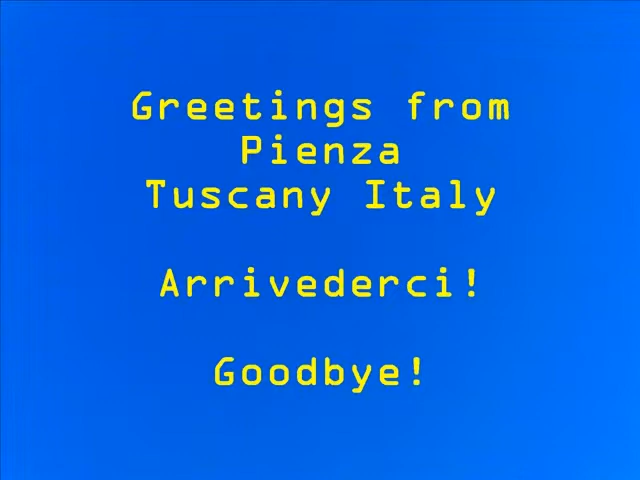 Greetings from
Pienza
Tuscany Italy
Arrivederci!
Goodbye!